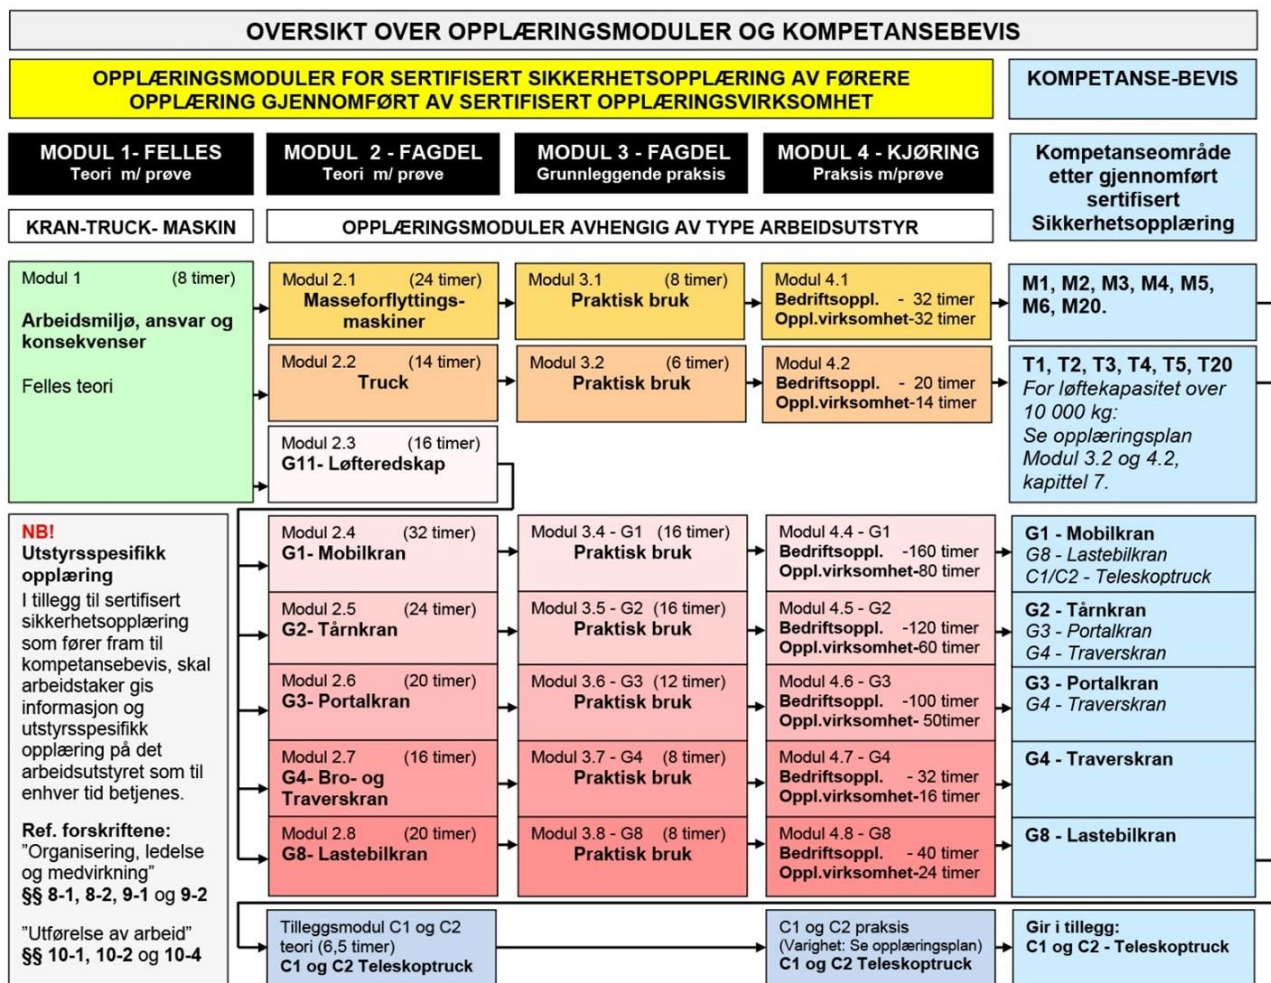 OVERSIKT OVER OPPLÆRINGSMODULER OG KOMPETANSEBEVIS
OPPLÆRINGSMODULER FOR SERTIFISERT SIKKERHETSOPPLÆRING AV FØRERE
OPPLÆRING GJENNOMFØRT AV SERTIFISERT OPPLÆRINGSVIRKSOMHET
KOMPETANSE-BEVIS
MODUL 1- FELLES
Teori m/ prøve
MODUL 2 - FAGDEL
Teori m/ prøve
MODUL 3 - FAGDEL
Grunnleggende praksis
MODUL 4 - KJØRING
Praksis m/prøve
Kompetanseområde
etter gjennomført
sertifisert
Sikkerhetsopplæring
KRAN-TRUCK- MASKIN
OPPLÆRINGSMODULER AVHENGIG AV TYPE ARBEIDSUTSTYR
Modul 1 (8 timer)
Arbeidsmiljø, ansvar og
konsekvenser
Felles teori
Modul 2.1 (24 timer)
Masseforflyttings-
maskiner
Modul 3.1 (8 timer)
Praktisk bruk
Modul 4.1
Bedriftsoppl. - 32 timer
Oppl.virksomhet-32 timer
M1, M2, M3, M4, M5,
M6, M20.
Modul 2.2 (14 timer)
Truck
Modul 3.2 (6 timer)
Praktisk bruk
Modul 4.2
Bedriftsoppl. - 20 timer
Oppl.virksomhet-14 timer
T1, T2, T3, T4, T5, T20
For løftekapasitet over
10 000 kg:
Se opplæringsplan
Modul 3.2 og 4.2,
kapittel 7.
Modul 2.3 (16 timer)
G11- Løfteredskap
NB!
Utstyrsspesifikk
opplæring
I tillegg til sertifisert
sikkerhetsopplæring
som fører fram til
kompetansebevis, skal
arbeidstaker gis
informasjon og
utstyrsspesifikk
opplæring på det
arbeidsutstyret som til
enhver tid betjenes.
Ref. forskriftene:
"Organisering, ledelse
og medvirkning"
§§ 8-1, 8-2, 9-1 og 9-2
"Utførelse av arbeid"
§§ 10-1, 10-2 og 10-4
Modul 2.4 (32 timer)
G1- Mobilkran
Modul 3.4 - G1 (16 timer)
Praktisk bruk
Modul 4.4 - G1
Bedriftsoppl. -160 timer
Oppl.virksomhet-80 timer
G1 - Mobilkran
G8 - Lastebilkran
C1/C2 - Teleskoptruck
Modul 2.5 (24 timer)
G2- Tårnkran
Modul 3.5 - G2 (16 timer)
Praktisk bruk
Modul 4.5 - G2
Bedriftsoppl. -120 timer
Oppl.virksomhet-60 timer
G2 - Tårnkran
G3 - Portalkran
G4 - Traverskran
Modul 2.6 (20 timer)
G3- Portalkran
Modul 3.6 - G3 (12 timer)
Praktisk bruk
Modul 4.6 - G3
Bedriftsoppl. -100 timer
Oppl.virksomhet- 50timer
G3 - Portalkran
G4 - Traverskran
Modul 2.7 (16 timer)
G4- Bro- og
Traverskran
Modul 3.7 - G4 (8 timer)
Praktisk bruk
Modul 4.7 - G4
Bedriftsoppl. - 32 timer
Oppl.virksomhet-16 timer
G4 - Traverskran
Modul 2.8 (20 timer)
G8- Lastebilkran
Modul 3.8 - G8 (8 timer)
Praktisk bruk
Modul 4.8 - G8
Bedriftsoppl. - 40 timer
Oppl.virksomhet-24 timer
G8 - Lastebilkran
Tilleggsmodul C1 og C2
teori (6,5 timer)
C1 og C2 Teleskoptruck
C1 og C2 praksis
(Varighet: Se opplæringsplan)
C1 og C2 Teleskoptruck
Gir i tillegg:
C1 og C2 - Teleskoptruck